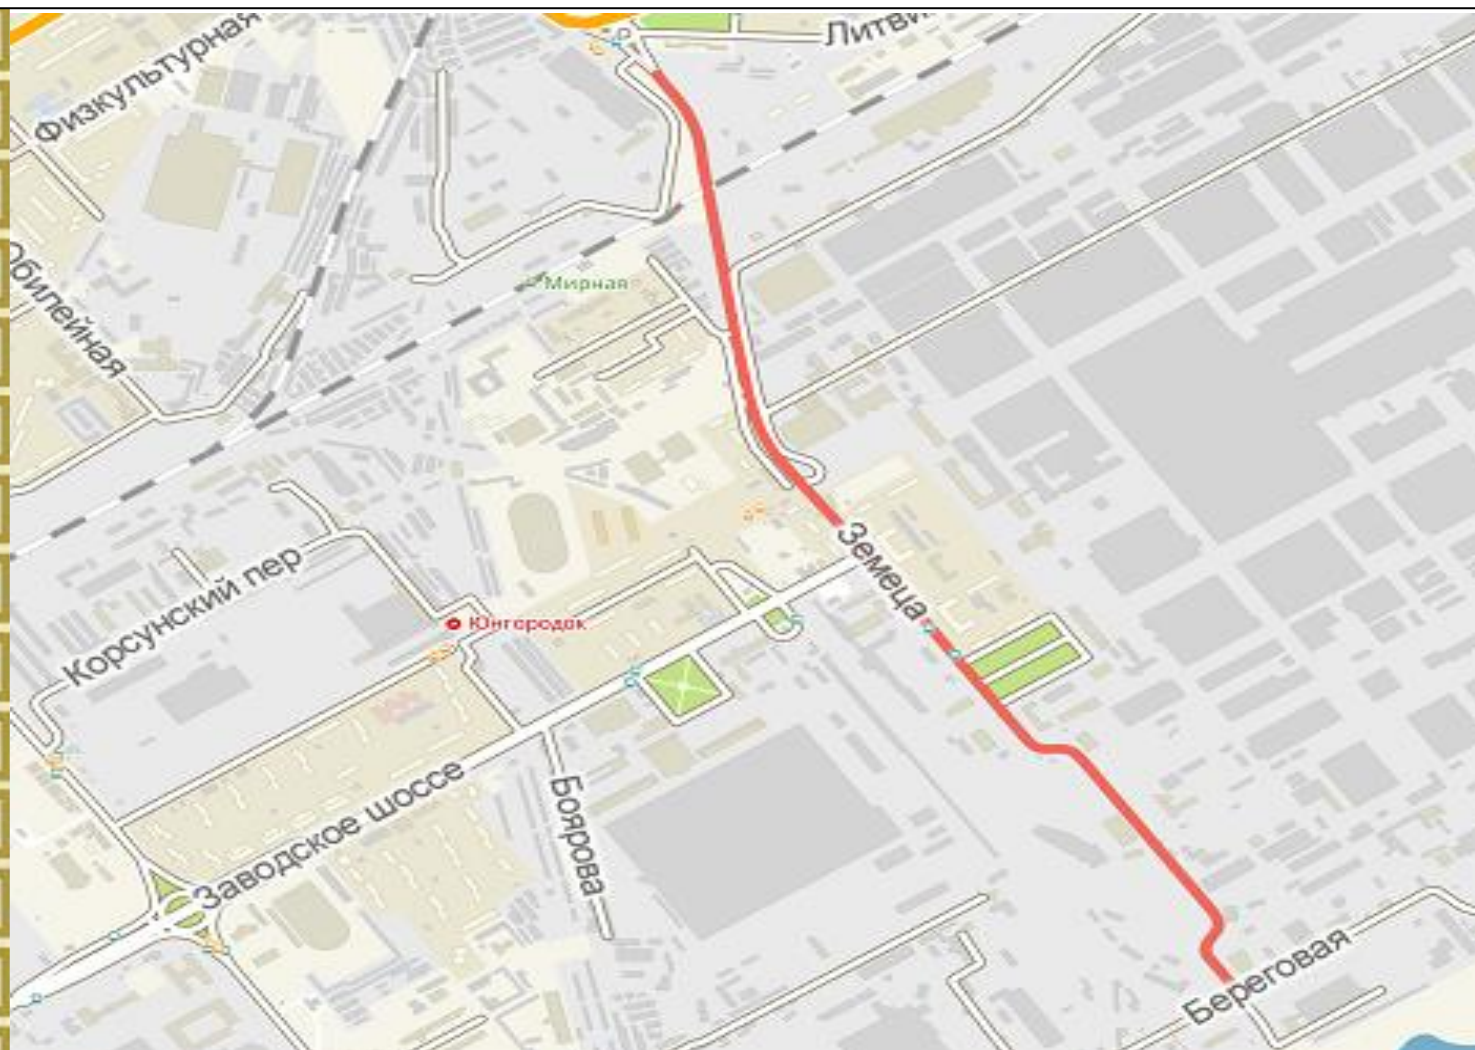 Физкультурная
Литви
Мирная
Юбилейная
Земеца
Корсунский пер
Юнгородок
Заводское шоссе
Боярова
Береговая